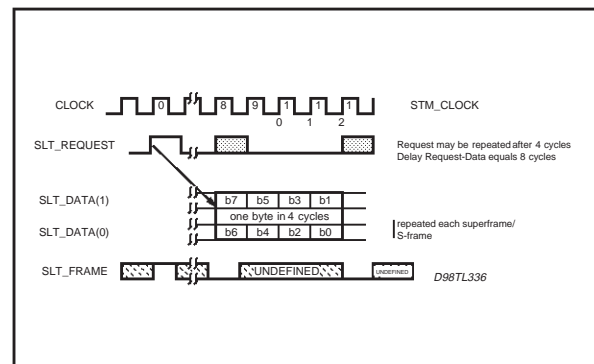 CLOCK 0 8 9 1 1 1 STM_CLOCK
0 1 2
SLT_REQUEST
Request may be repeated after 4 cycles
Delay Request-Data equals 8 cycles
SLT_DATA(1) b7 b5 b3 b1
one byte in 4 cycles
SLT_DATA(0) b6 b4 b2 b0
repeated each superframe/
S-frame
SLT_FRAME UNDEFINED UNDEFINED
D98TL336